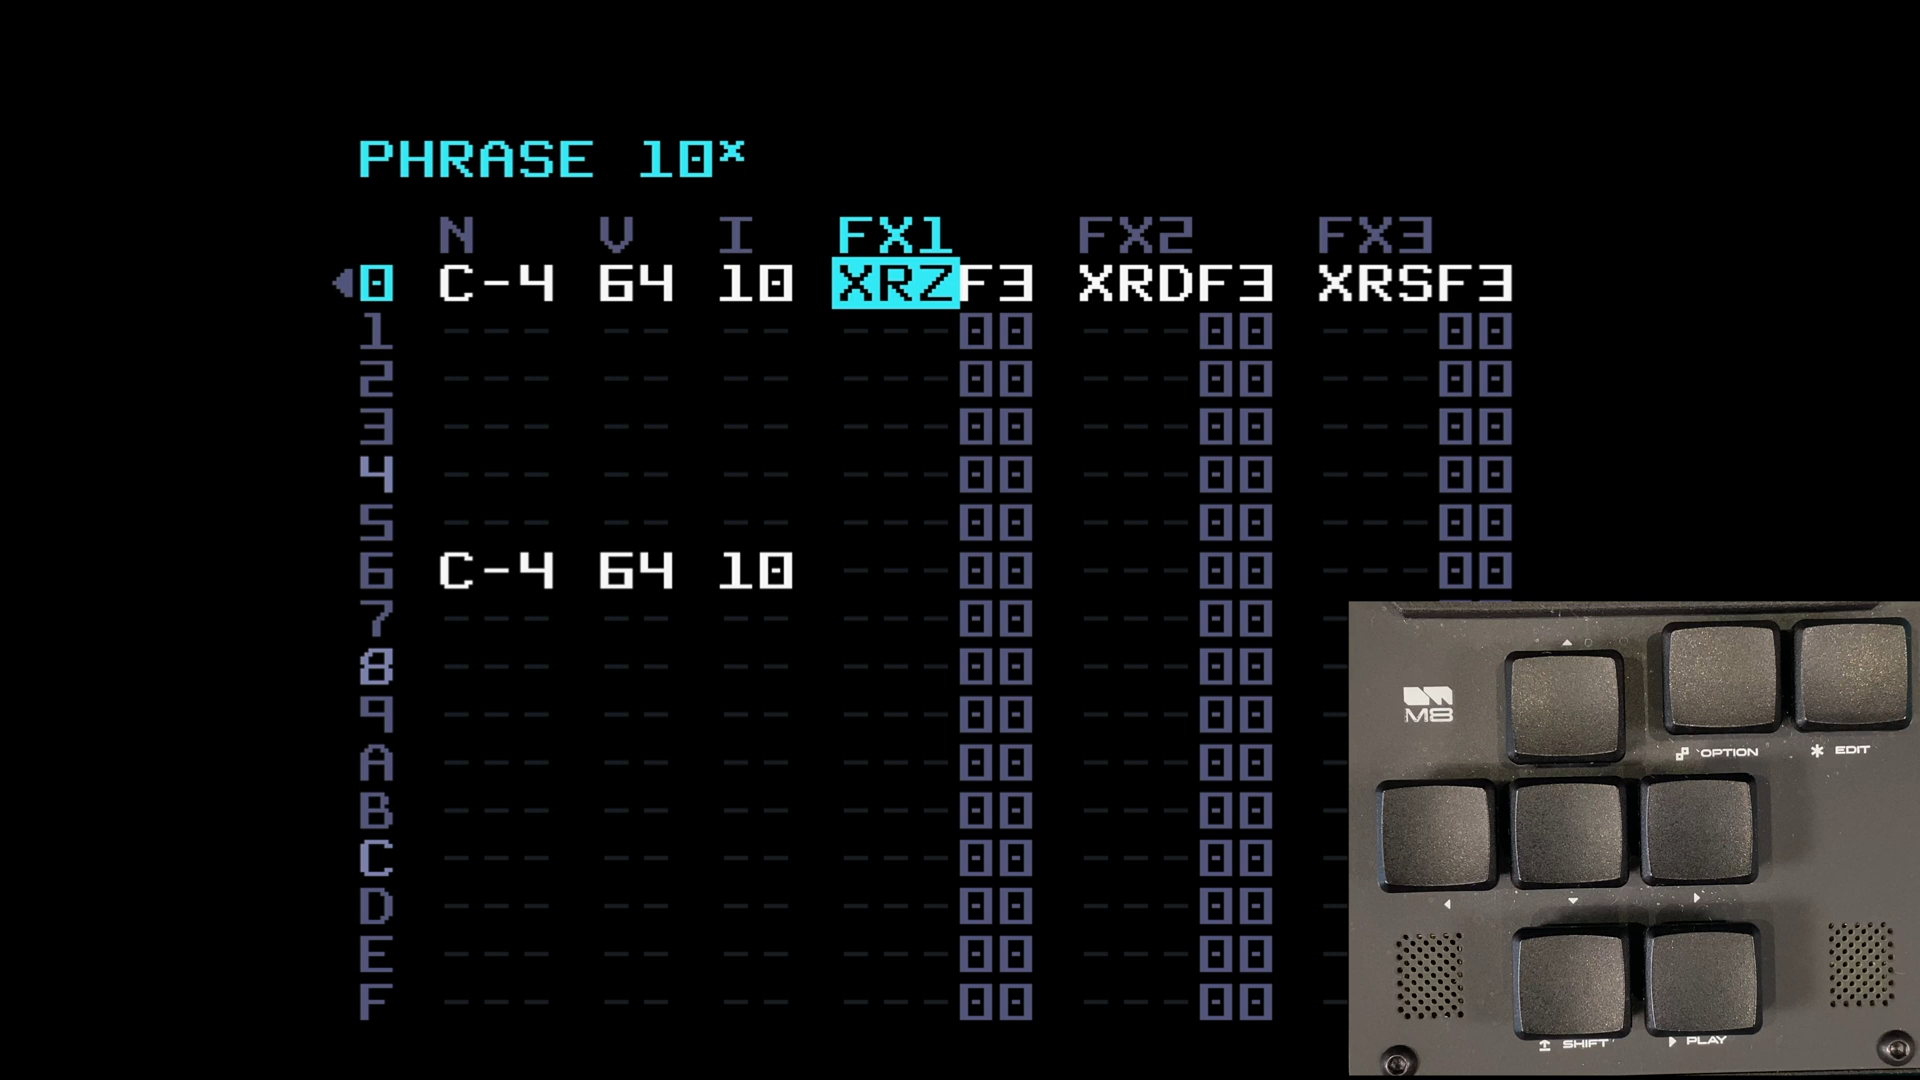 PHRASE 10x
N V I FX1 FX2 FX3
0 C-4 64 10 XRZF3 XRDF3 XRSF3
1 --- -- -- ---00 ---00 ---00
2 --- -- -- ---00 ---00 ---00
3 --- -- -- ---00 ---00 ---00
4 --- -- -- ---00 ---00 ---00
5 --- -- -- ---00 ---00 ---00
6 C-4 64 10 ---00 ---00 ---00
7 --- -- -- ---00 ---00 -
8 --- -- -- ---00 ---00 -
9 --- -- -- ---00 ---00 -
A --- -- -- ---00 ---00 -
B --- -- -- ---00 ---00 -
C --- -- -- ---00 ---00 -
D --- -- -- ---00 ---00 -
E --- -- -- ---00 ---00 -
F --- -- -- ---00 ---00 -
M8
OPTION
EDIT
SHIFT
PLAY